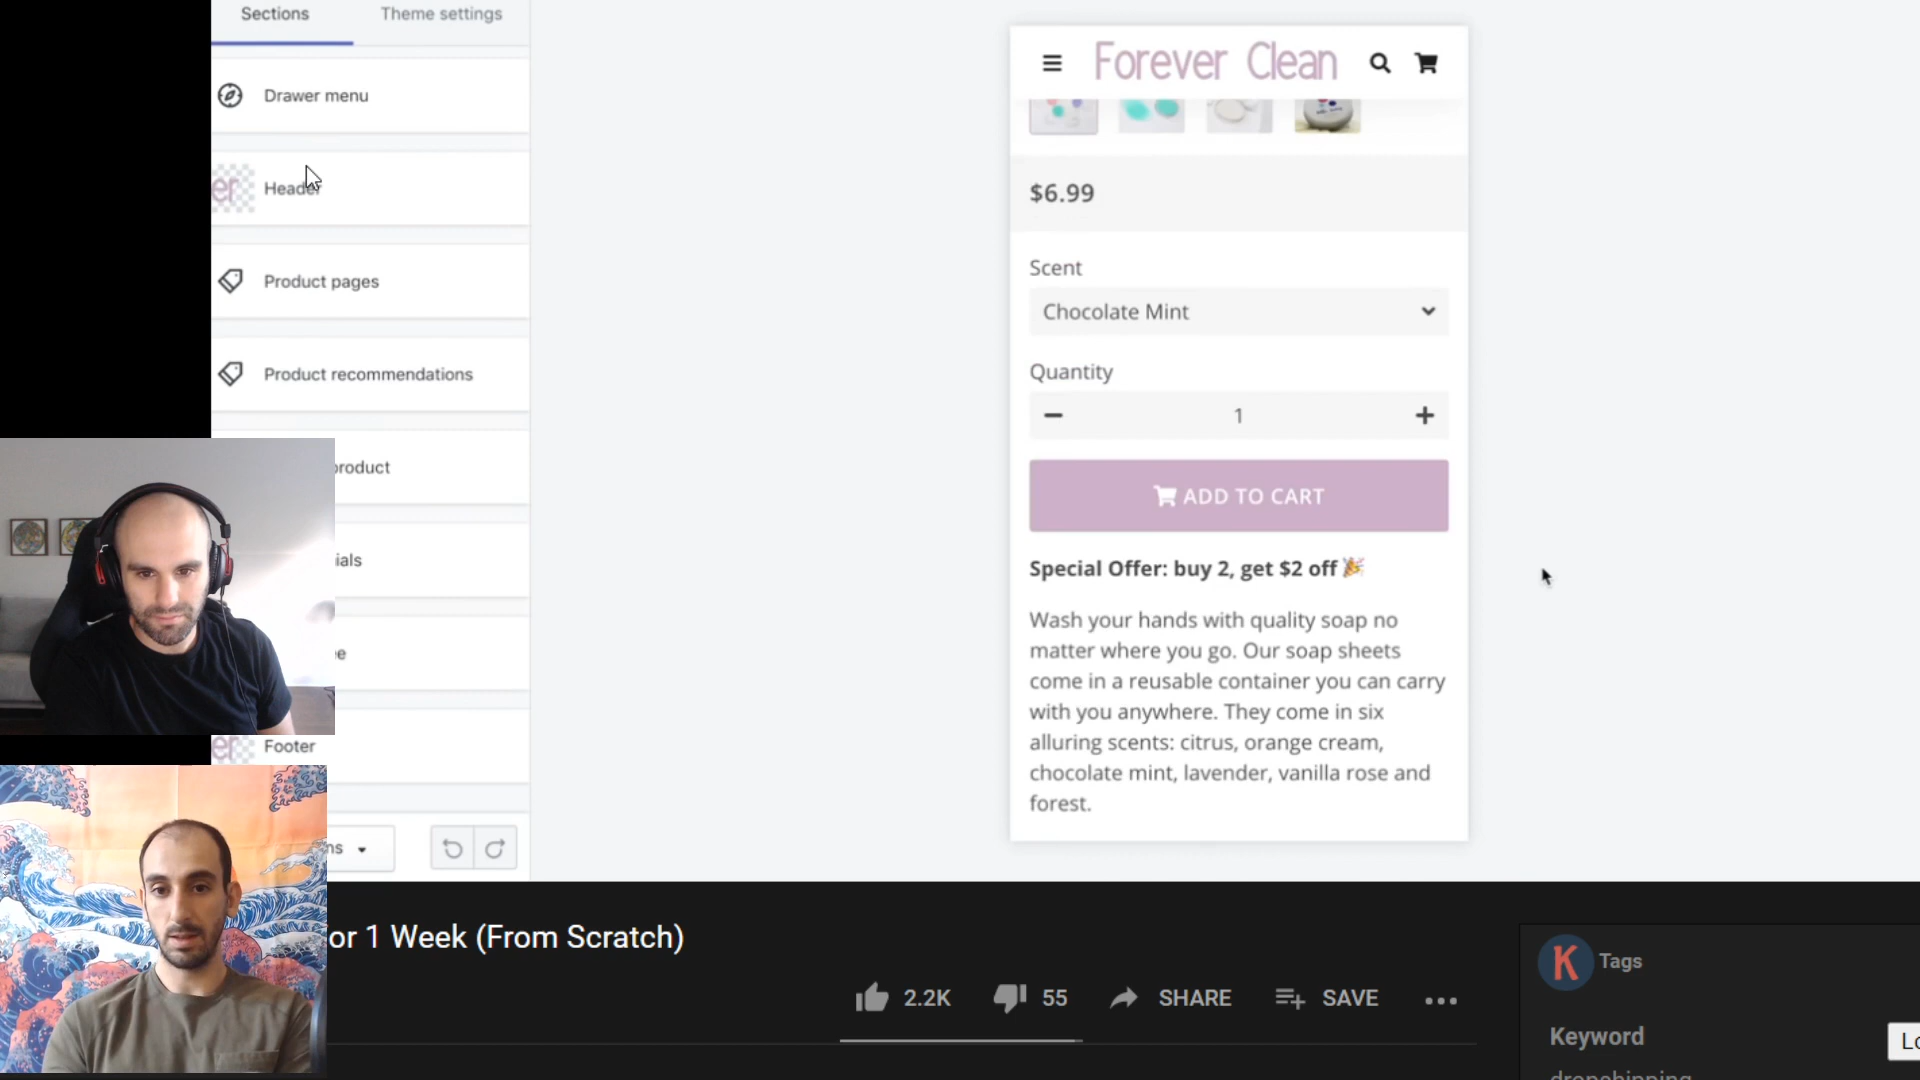 Sections
Theme settings
Drawer menu
Header
Product pages
Product recommendations
product
Footer
Forever Clean
$6.99
Scent
Chocolate Mint
Quantity
1
ADD TO CART
Special Offer: buy 2, get $2 off
Wash your hands with quality soap no
matter where you go. Our soap sheets
come in a reusable container you can carry
with you anywhere. They come in six
alluring scents: citrus, orange cream,
chocolate mint, lavender, vanilla rose and
forest.
or 1 Week (From Scratch)
2.2K
55
SHARE
SAVE
K
Tags
Keyword
dropshipping